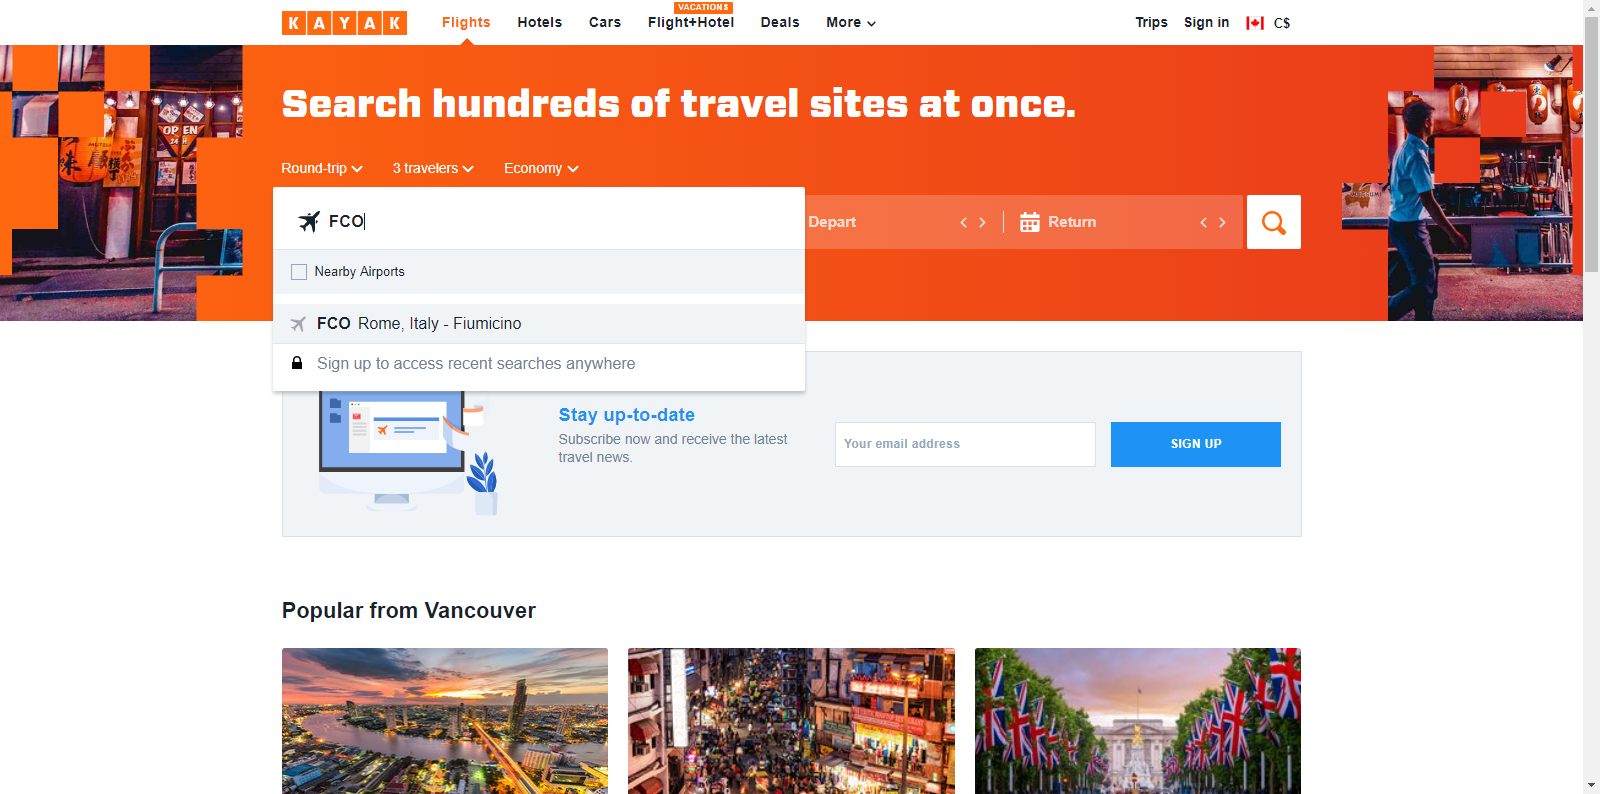 KAYAK
Flights
Hotels
Cars
VACATIONS
Flight+Hotel
Deals
More
Trips
Sign in
C$
Search hundreds of travel sites at once.
Round-trip
3 travelers
Economy
FCO
Depart
Return
Nearby Airports
FCO Rome, Italy - Fiumicino
Sign up to access recent searches anywhere
Stay up-to-date
Subscribe now and receive the latest
travel news.
Your email address
SIGN UP
Popular from Vancouver
OPEN